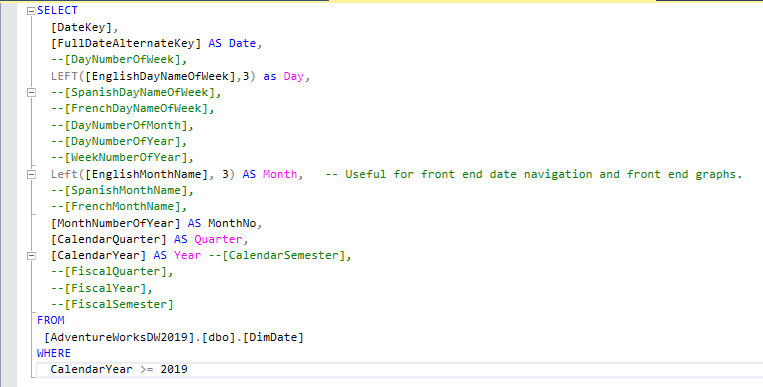 SELECT
[DateKey],
[FullDateAlternateKey] AS Date,
--[DayNumberOfWeek],
LEFT([EnglishDayNameOfWeek],3) as Day,
--[SpanishDayNameOfWeek],
--[FrenchDayNameOfWeek],
--[DayNumberOfMonth],
--[DayNumberOfYear],
--[WeekNumberOfYear],
Left([EnglishMonthName], 3) AS Month,   -- Useful for front end date navigation and front end graphs.
--[SpanishMonthName],
--[FrenchMonthName],
[MonthNumberOfYear] AS MonthNo,
[CalendarQuarter] AS Quarter,
[CalendarYear] AS Year --[CalendarSemester],
--[FiscalQuarter],
--[FiscalYear],
--[FiscalSemester]
FROM
[AdventureWorksDW2019].[dbo].[DimDate]
WHERE
CalendarYear >= 2019